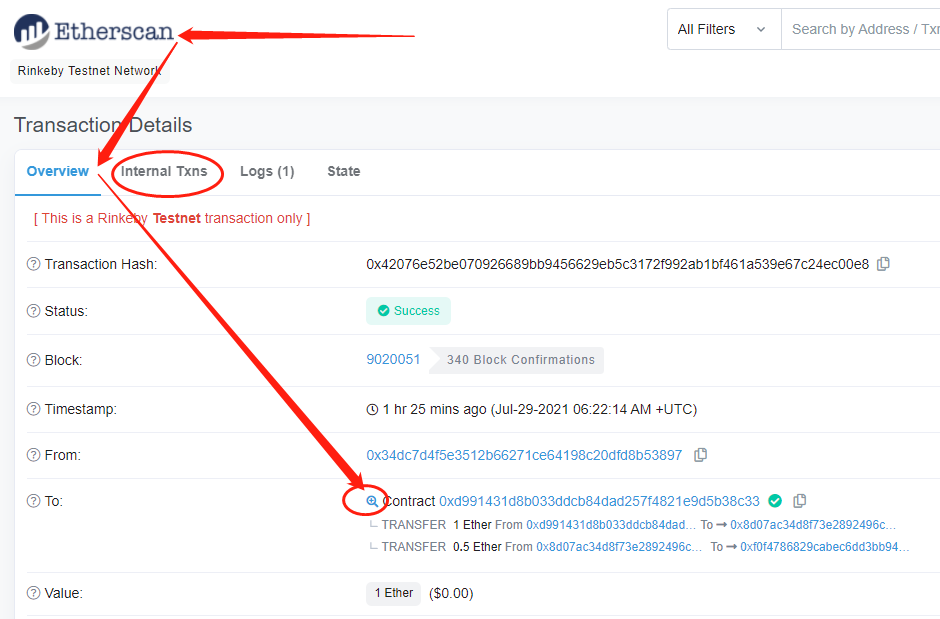 Etherscan
All Filters
Search by Address / Txn
Rinkeby Testnet Network
Transaction Details
Overview Internal Txns Logs (1) State
[ This is a Rinkeby Testnet transaction only ]
Transaction Hash: 0x42076e52be070926689bb9456629eb5c3172f992ab1bf461a539e67c24ec00e8
Status: Success
Block: 9020051 340 Block Confirmations
Timestamp: 1 hr 25 mins ago (Jul-29-2021 06:22:14 AM +UTC)
From: 0x34dc7d4f5e3512b66271ce64198c20dfd8b53897
To: Contract 0xd991431d8b033ddcb84dad257f4821e9d5b38c33
TRANSFER 1 Ether From 0xd991431d8b033ddcb84dad... To → 0x8d07ac34d8f73e2892496c...
TRANSFER 0.5 Ether From 0x8d07ac34d8f73e2892496c... To → 0xf0f4786829cabec6dd3bb94...
Value: 1 Ether ($0.00)